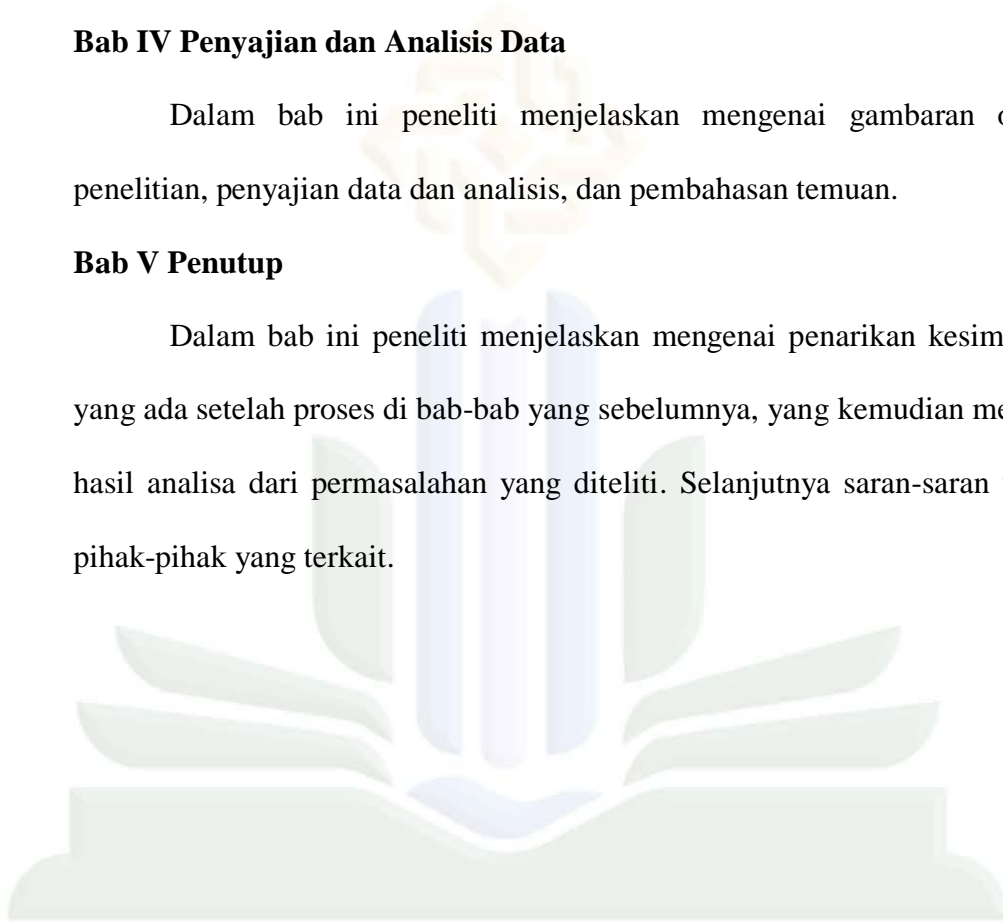 Bab IV Penyajian dan Analisis Data
Dalam bab ini peneliti menjelaskan mengenai gambaran
penelitian, penyajian data dan analisis, dan pembahasan temuan.
Bab V Penutup
Dalam bab ini peneliti menjelaskan mengenai penarikan
yang ada setelah proses di bab-bab yang sebelumnya, yang kemudian
hasil analisa dari permasalahan yang diteliti. Selanjutnya saran-saran
pihak-pihak yang terkait.